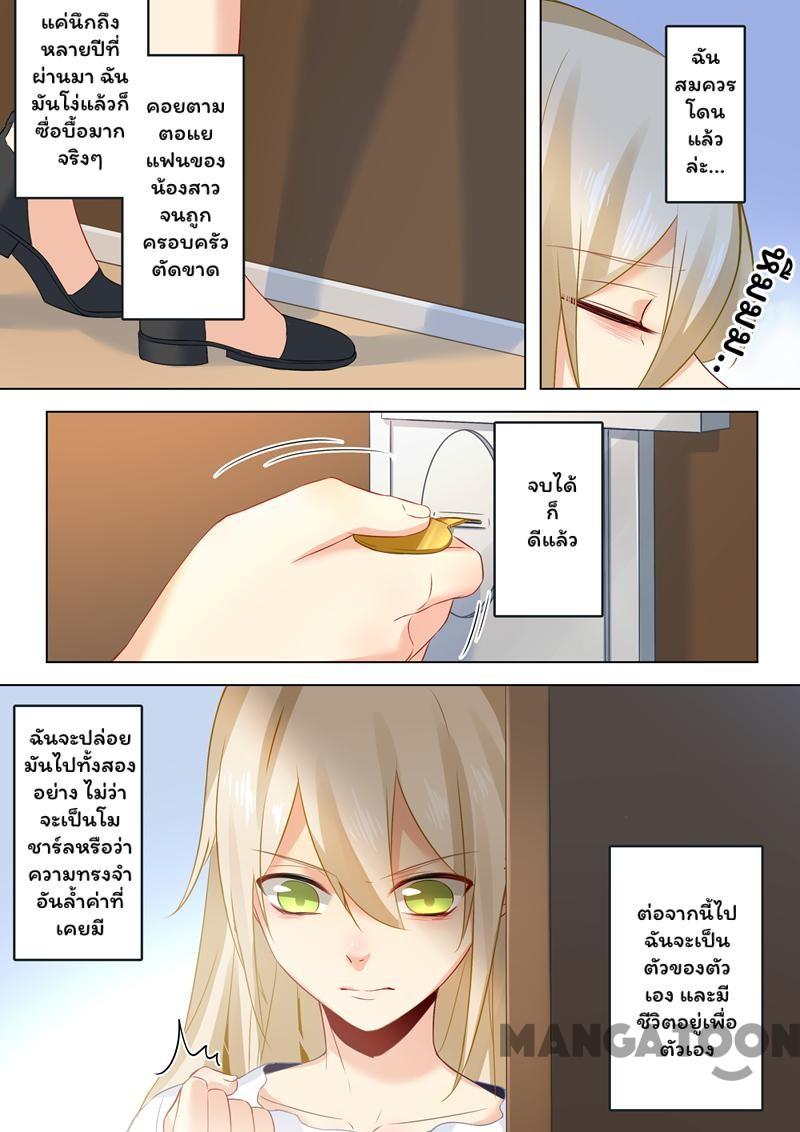 แค่นึกถึง
หลายปีที่
ผ่านมา ฉัน
มันโง่แล้วก็
ซื่อบื้อมาก
จริงๆ
คอยตาม
ตอแย
แฟนของ
น้องสาว
จนถูก
ครอบครัว
ตัดขาด
ฉัน
สมควร
โดน
แล้ว
ล่ะ...
หืมมมม..
จบได้
ก็
ดีแล้ว
ฉันจะปล่อย
มันไปทั้งสอง
อย่าง ไม่ว่า
จะเป็นโม
ชาร์ลหรือว่า
ความทรงจำ
อันล้ำค่าที่
เคยมี
ต่อจากนี้ไป
ฉันจะเป็น
ตัวของตัว
เอง และมี
ชีวิตอยู่เพื่อ
ตัวเอง
MANGATOON